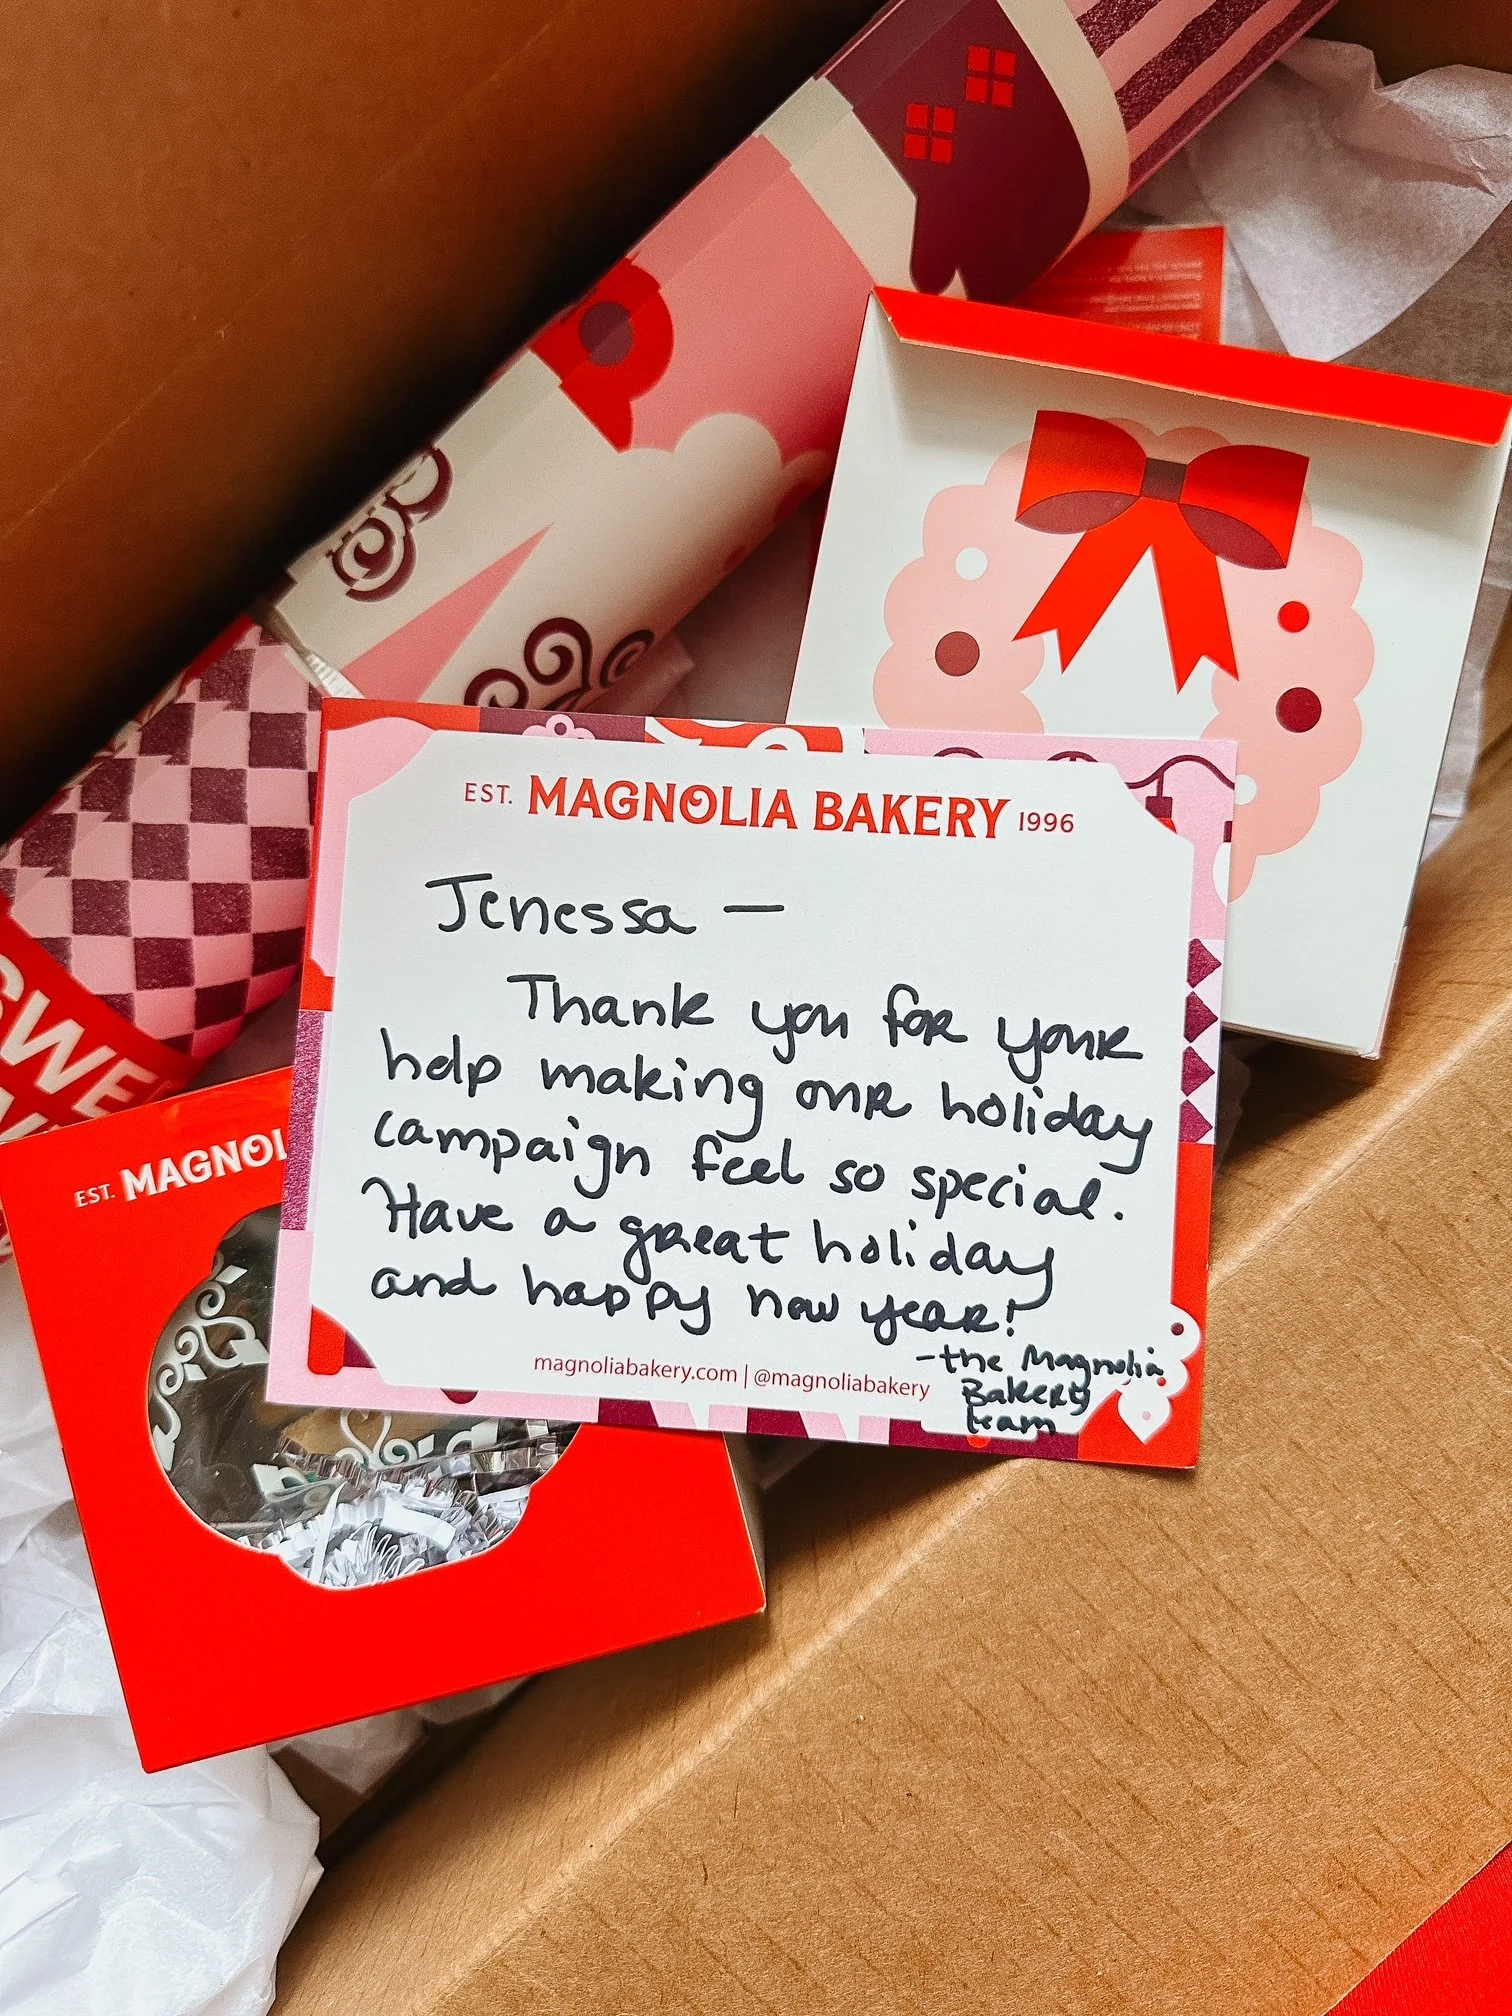 EST. MAGNOLIA BAKERY 1996
Jenessa —
Thank you for your
help making our holiday
campaign feel so special.
Have a great holiday
and happy new year!
-the Magnolia
Bakery
team
magnoliabakery.com | @magnoliabakery
SWE
EST. MAGNOL